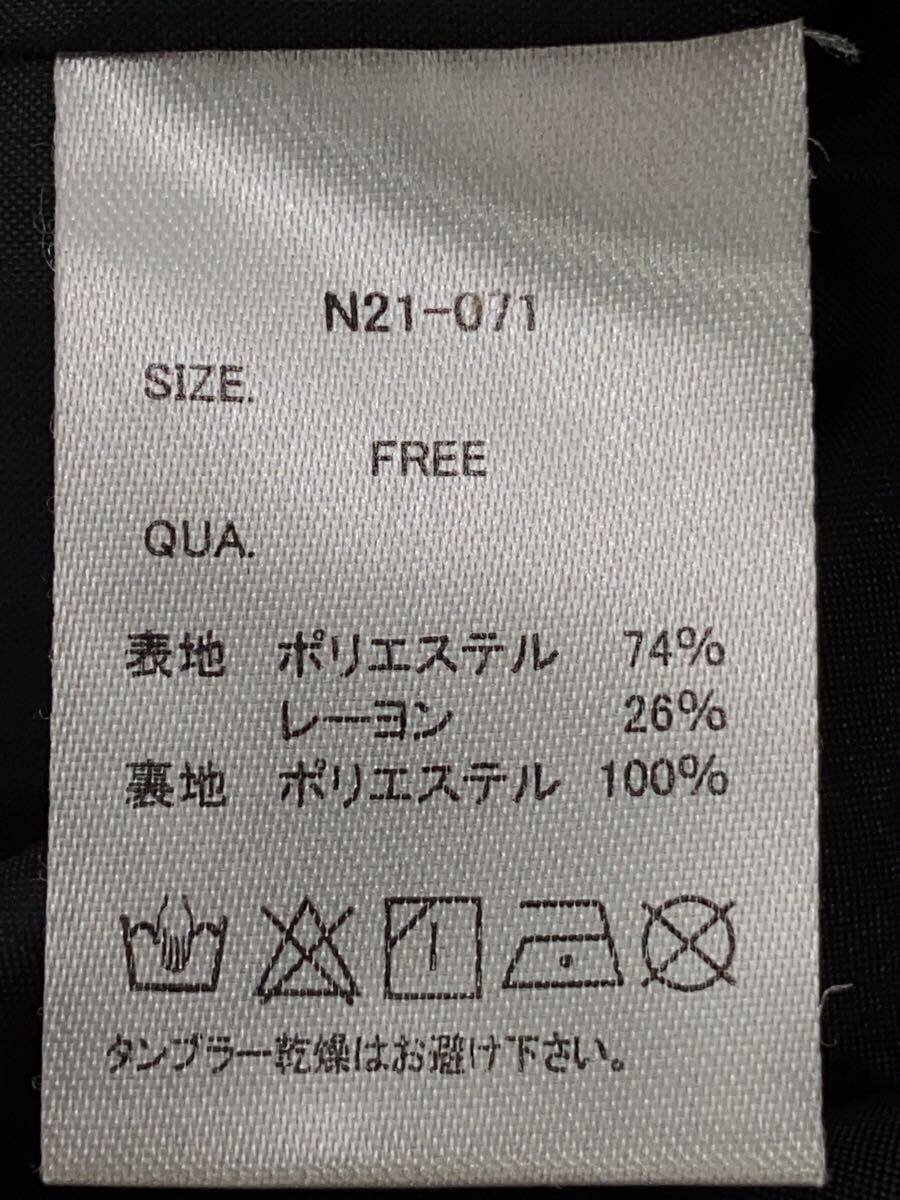 N21-071
SIZE.
FREE
QUA.
表地 ポリエステル 74%
レーヨン 26%
裏地 ポリエステル 100%
タンブラー乾燥はお避け下さい。